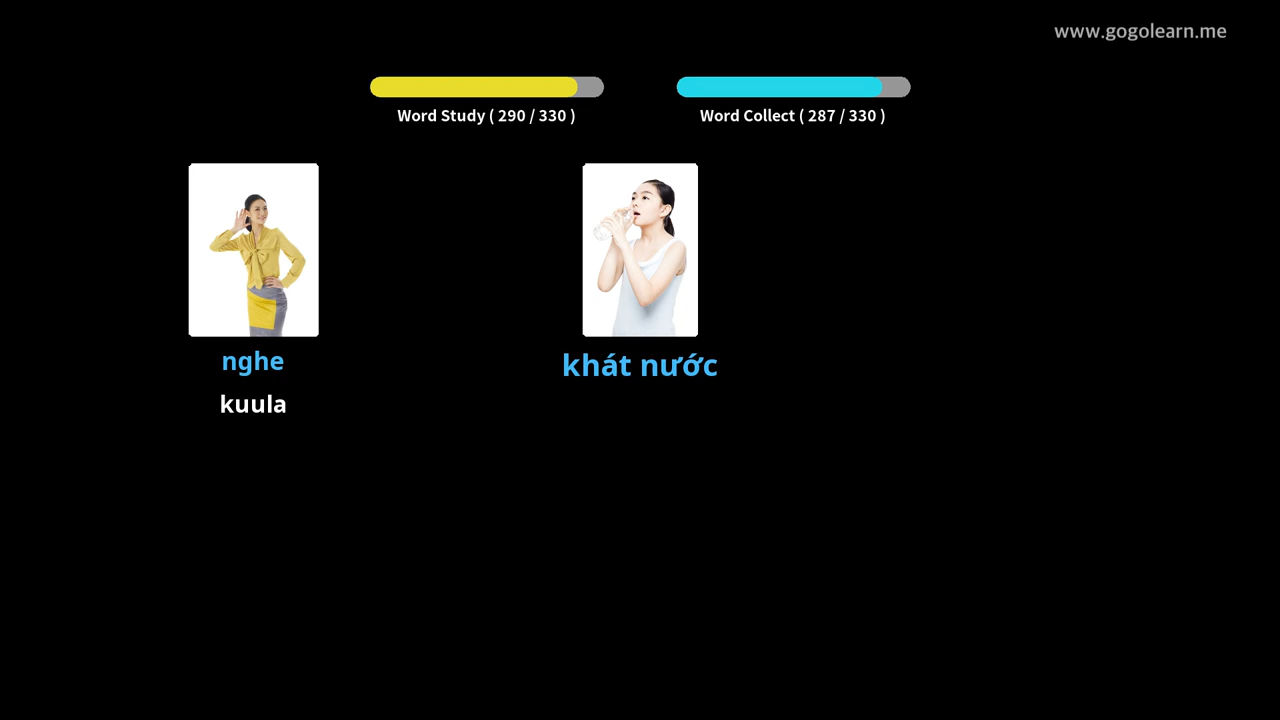 www.gogolearn.me
Word Study ( 290 / 330 )
Word Collect ( 287 / 330 )
nghe
kuula
khát nước